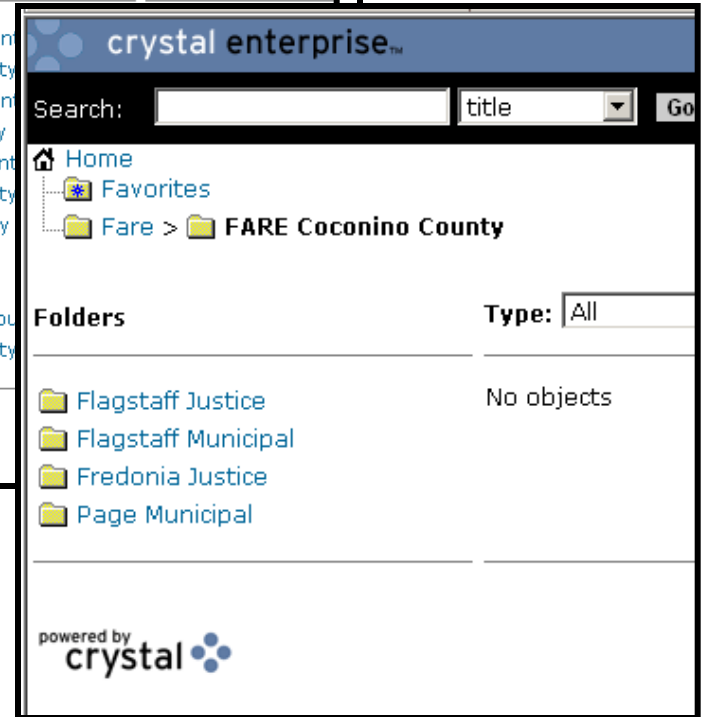 crystal enterprise™
Search: title Go
Home
Favorites
Fare > FARE Coconino County
Folders Type: All
Flagstaff Justice No objects
Flagstaff Municipal
Fredonia Justice
Page Municipal
powered by
crystal